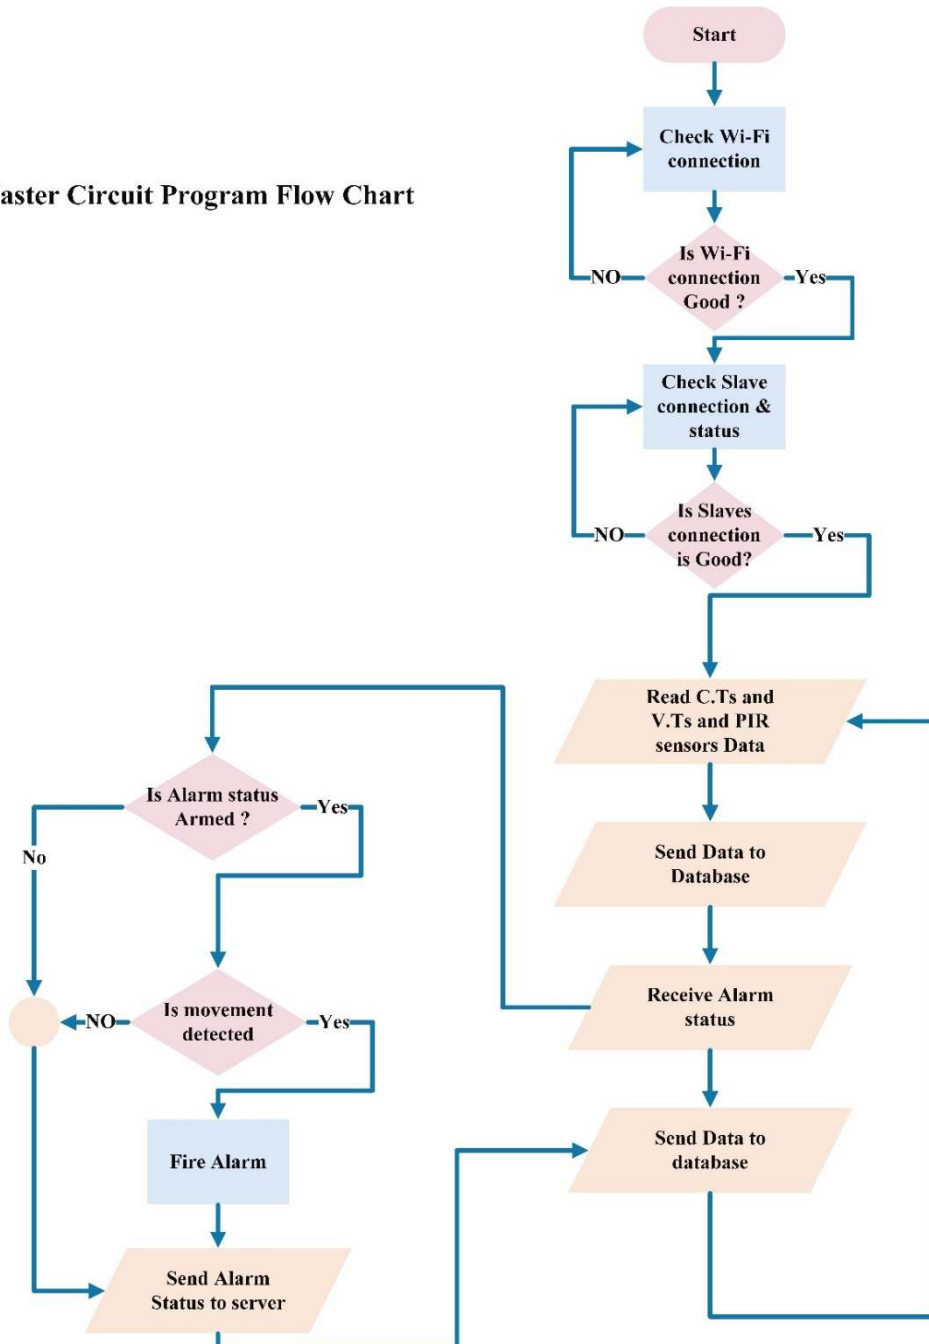 Start
Check Wi-Fi
connection
aster Circuit Program Flow Chart
Is Wi-Fi
connection
Good ?
NO
Yes
Check Slave
connection &
status
Is Slaves
connection
is Good?
NO
Yes
Read C.Ts and
V.Ts and PIR
sensors Data
Is Alarm status
Armed ?
Yes
No
Send Data to
Database
Receive Alarm
status
Is movement
detected
NO
Yes
Send Data to
database
Fire Alarm
Send Alarm
Status to server